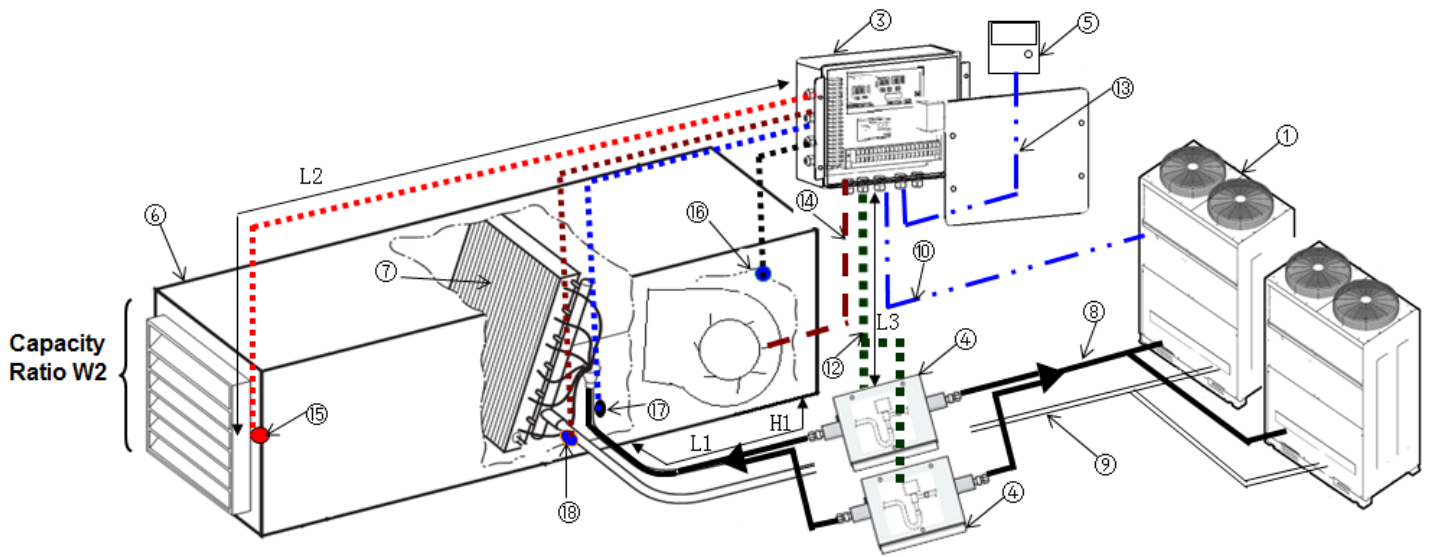 ③
⑤
⑬
①
L2
⑥
⑭
⑯
⑦
⑩
Capacity
Ratio W2
L3
⑧
④
⑫
⑮
⑰
H1
L1
⑨
⑱
④